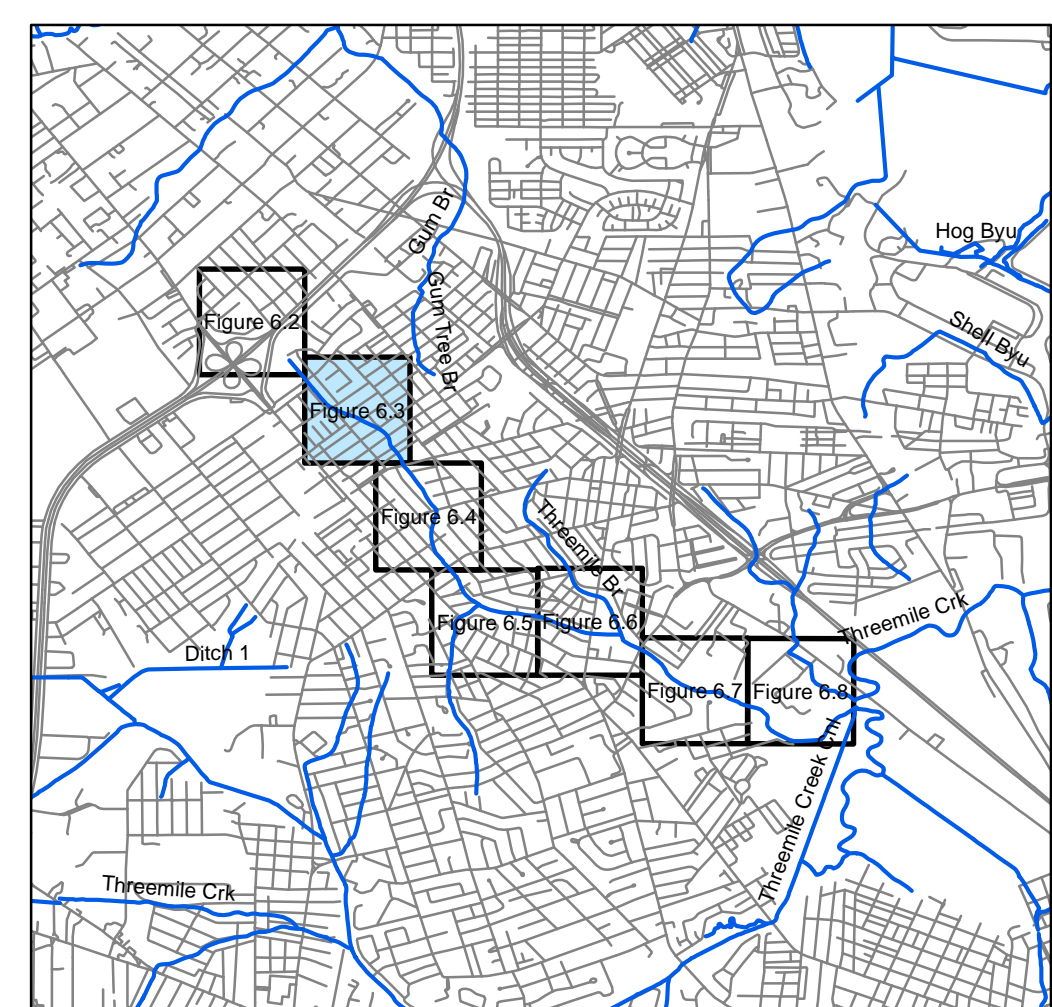 Gum Br
Hog Byu
Gum Tree Br
Figure 6.2
Shell Byu
Figure 6.3
Figure 6.4
Threemile Br
Figure 6.5
Figure 6.6
Threemile Crk
Ditch 1
Figure 6.7
Figure 6.8
Threemile Creek Cnl
Threemile Crk